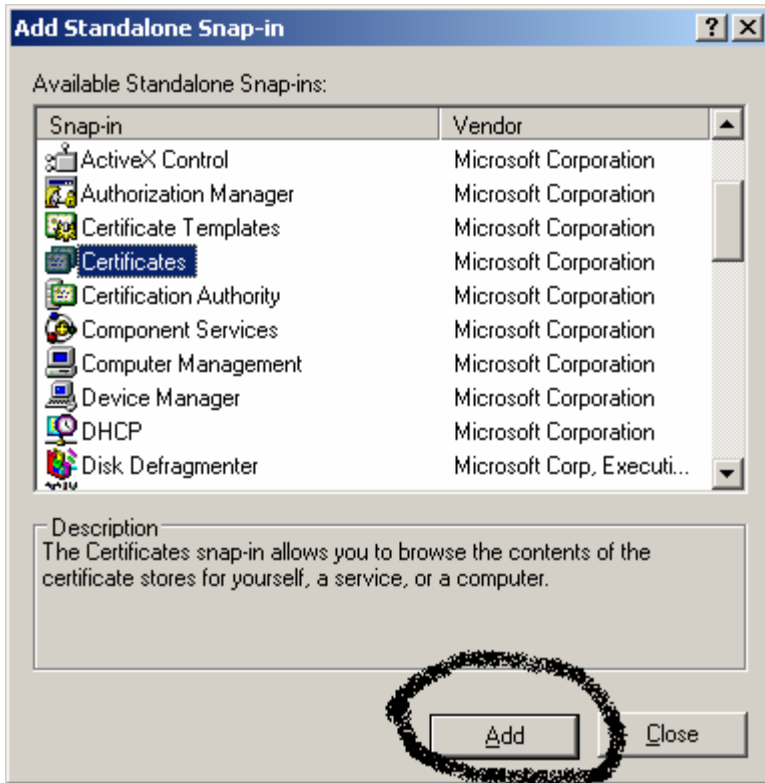 Add Standalone Snap-in
Available Standalone Snap-ins:
Snap-in Vendor
ActiveX Control Microsoft Corporation
Authorization Manager Microsoft Corporation
Certificate Templates Microsoft Corporation
Certificates Microsoft Corporation
Certification Authority Microsoft Corporation
Component Services Microsoft Corporation
Computer Management Microsoft Corporation
Device Manager Microsoft Corporation
DHCP Microsoft Corporation
Disk Defragmenter Microsoft Corp, Executi...
Description
The Certificates snap-in allows you to browse the contents of the
certificate stores for yourself, a service, or a computer.
Add Close